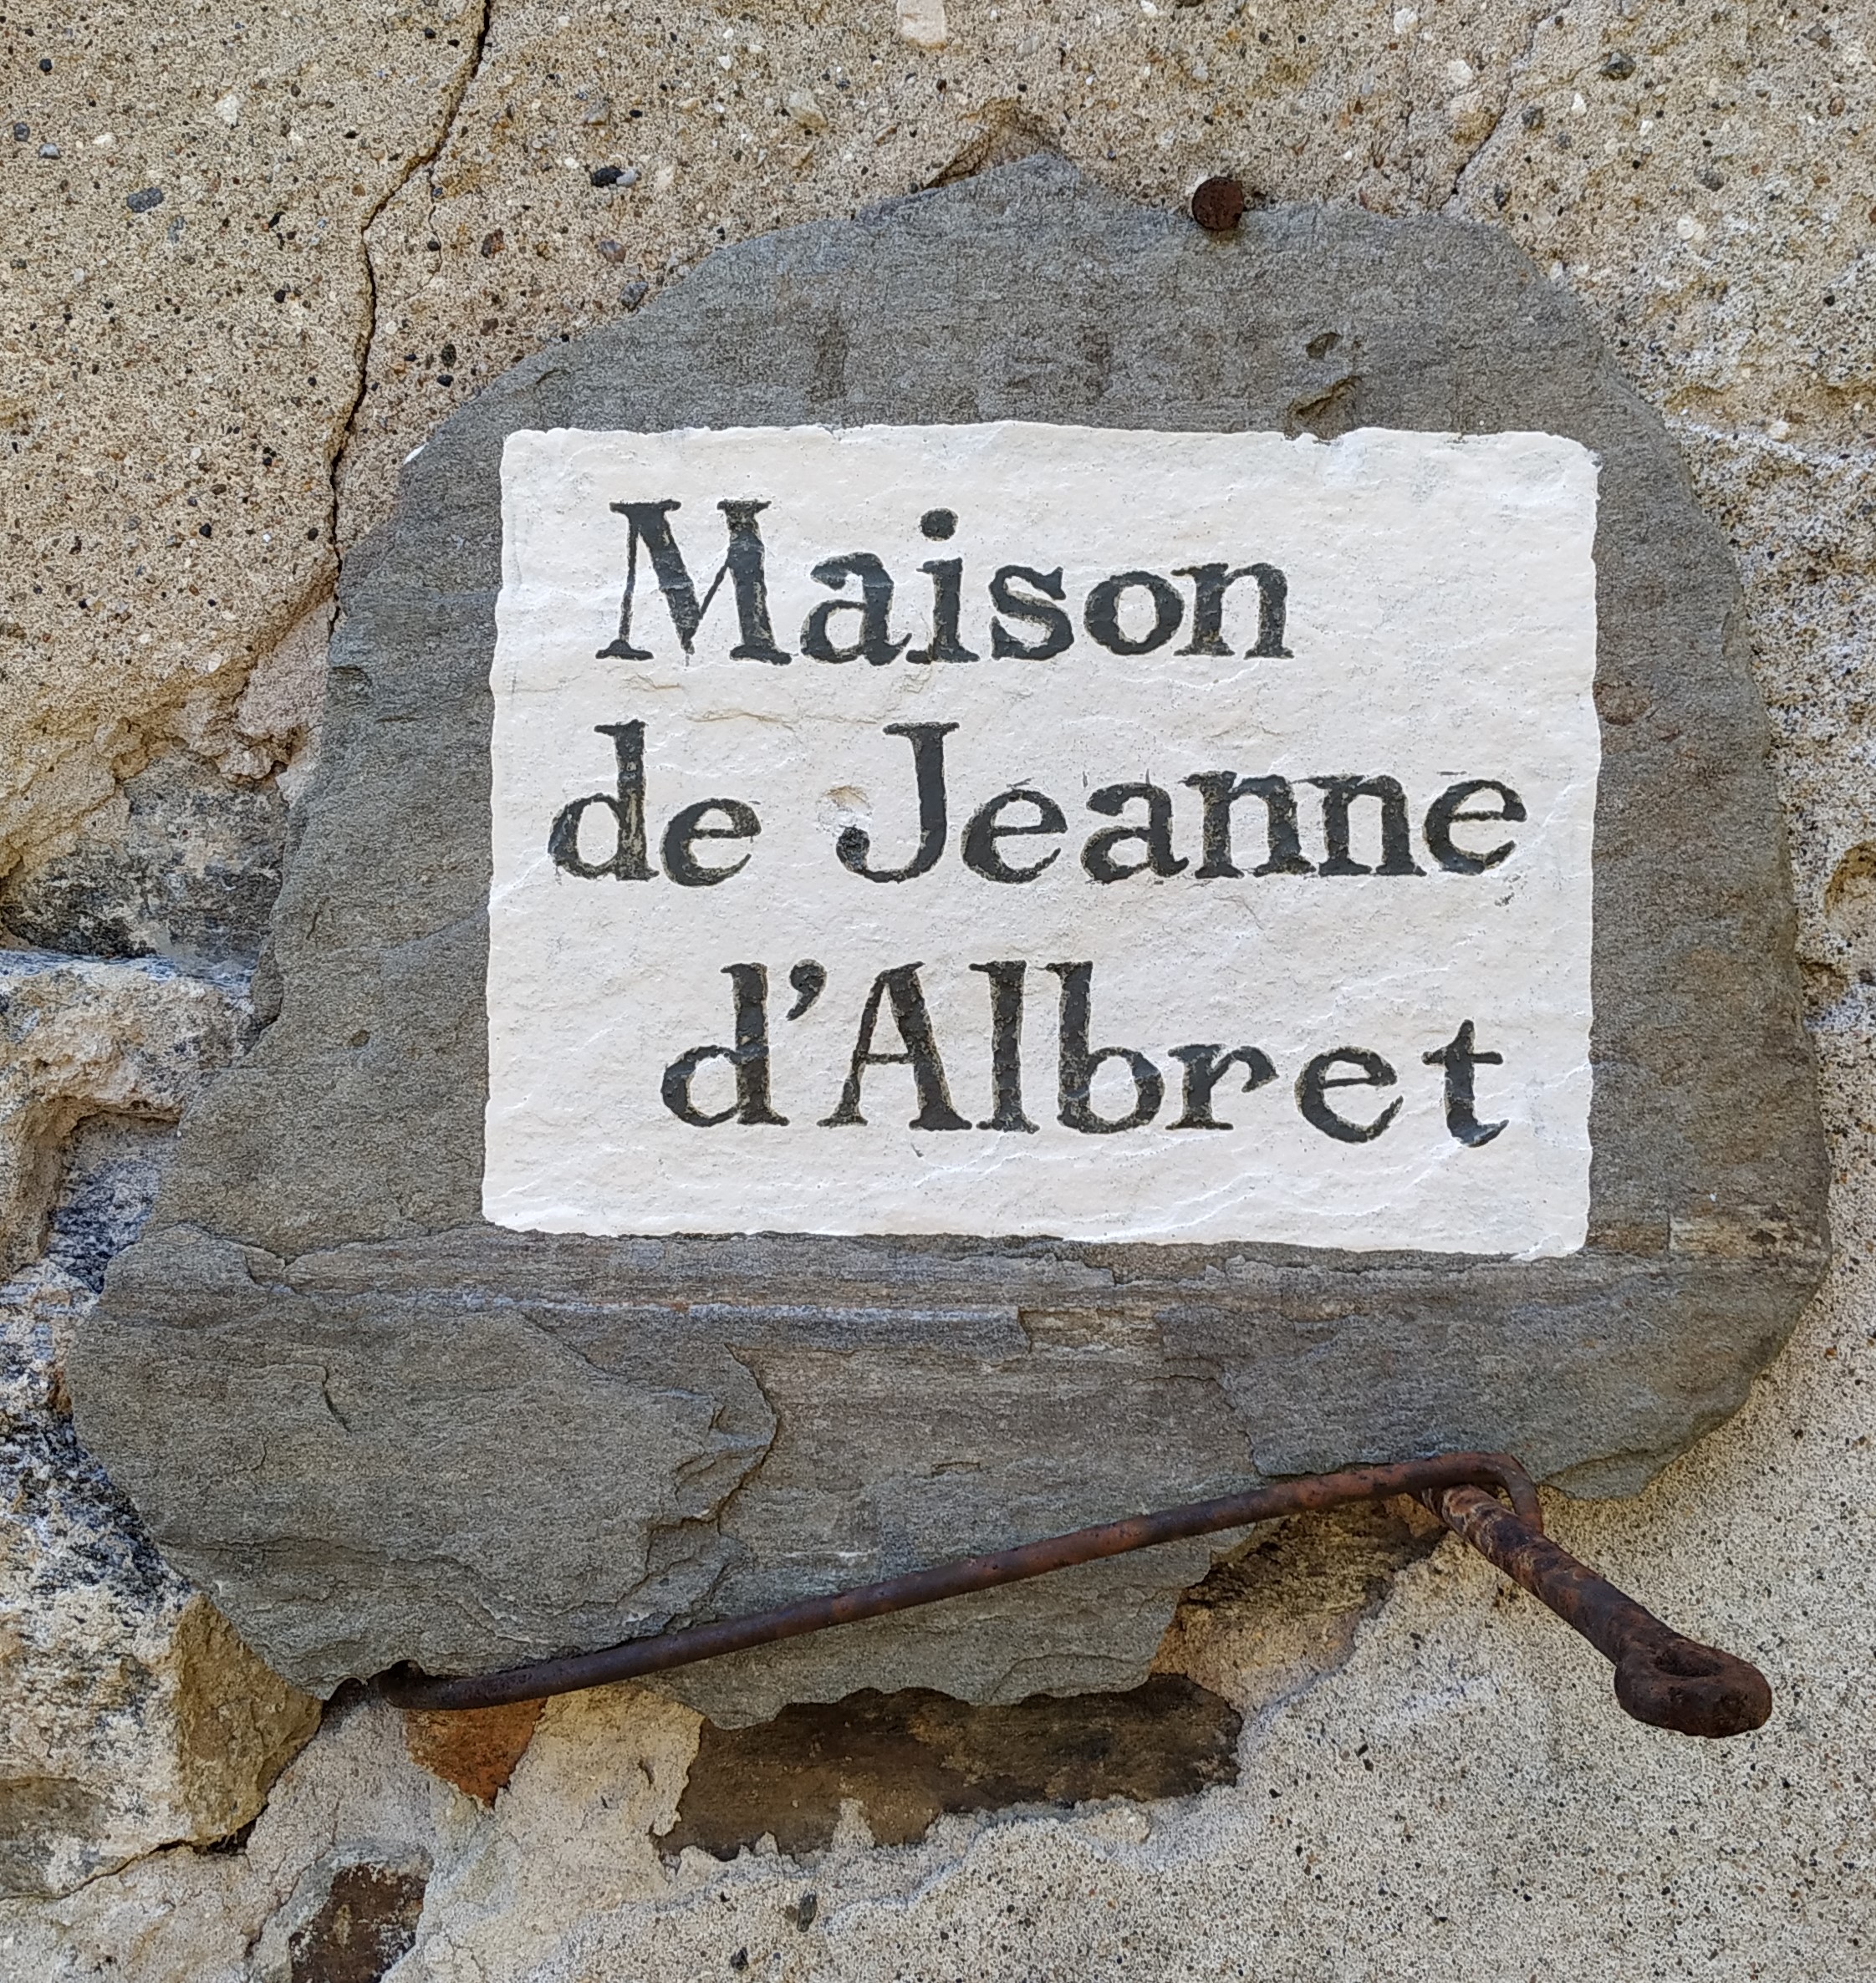 Maison
de Jeanne
d'Albret